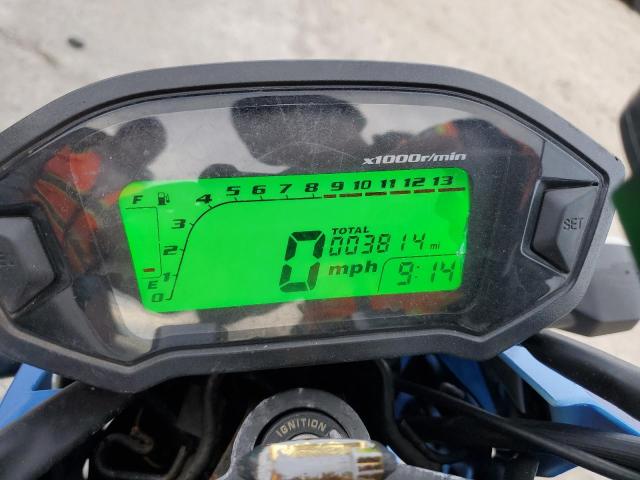 x1000r/min
F 4 5 6 7 8 9 10 11 12 13
3
TOTAL
2 0 003814 mi
1 mph 9:14
E
0
SET
EL
IGNITION